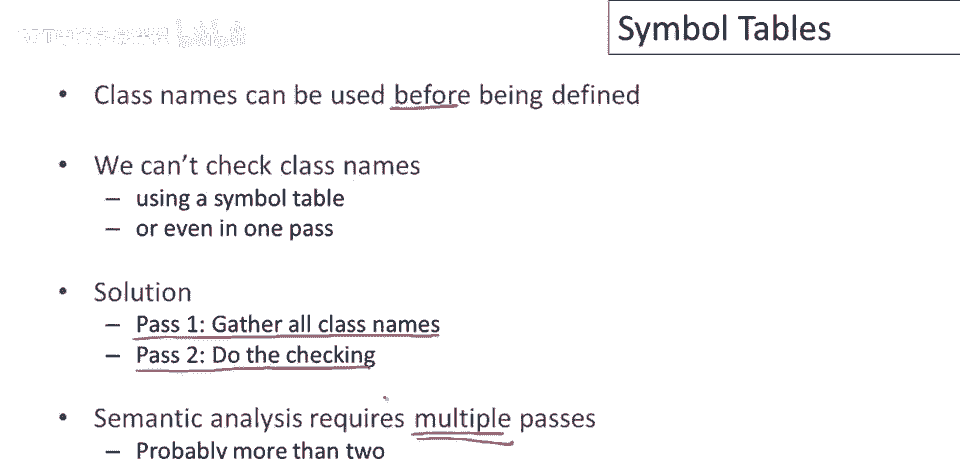 Symbol Tables
• Class names can be used before being defined
• We can't check class names
– using a symbol table
– or even in one pass
• Solution
– Pass 1: Gather all class names
– Pass 2: Do the checking
• Semantic analysis requires multiple passes
– Probably more than two